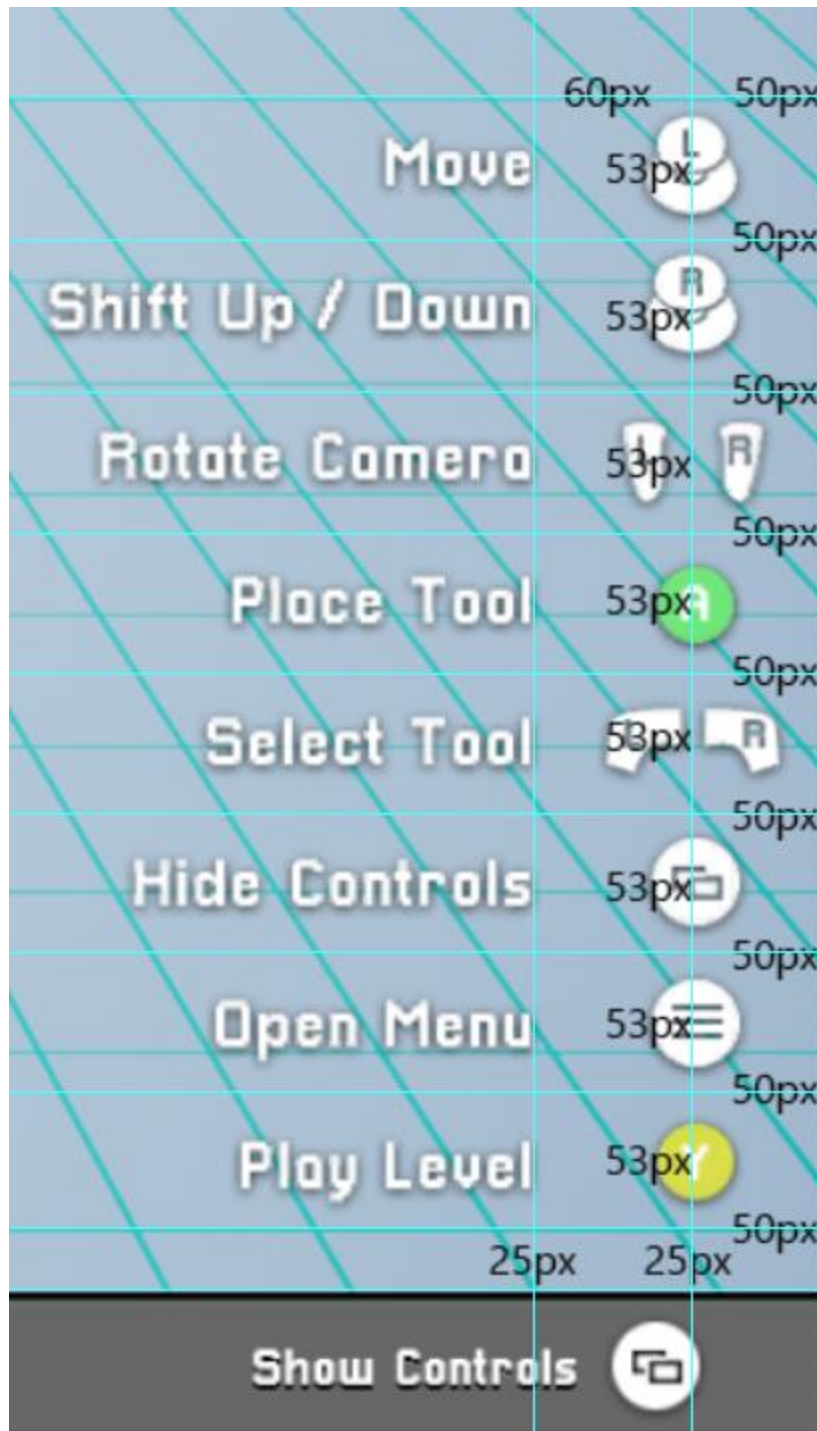 60px 50px
Move 53px L
50px
Shift Up / Down 53px R
50px
Rotate Camera 53px R
50px
Place Tool 53px A
50px
Select Tool 53px R
50px
Hide Controls 53px
50px
Open Menu 53px
50px
Play Level 53px Y
50px
25px 25px
Show Controls